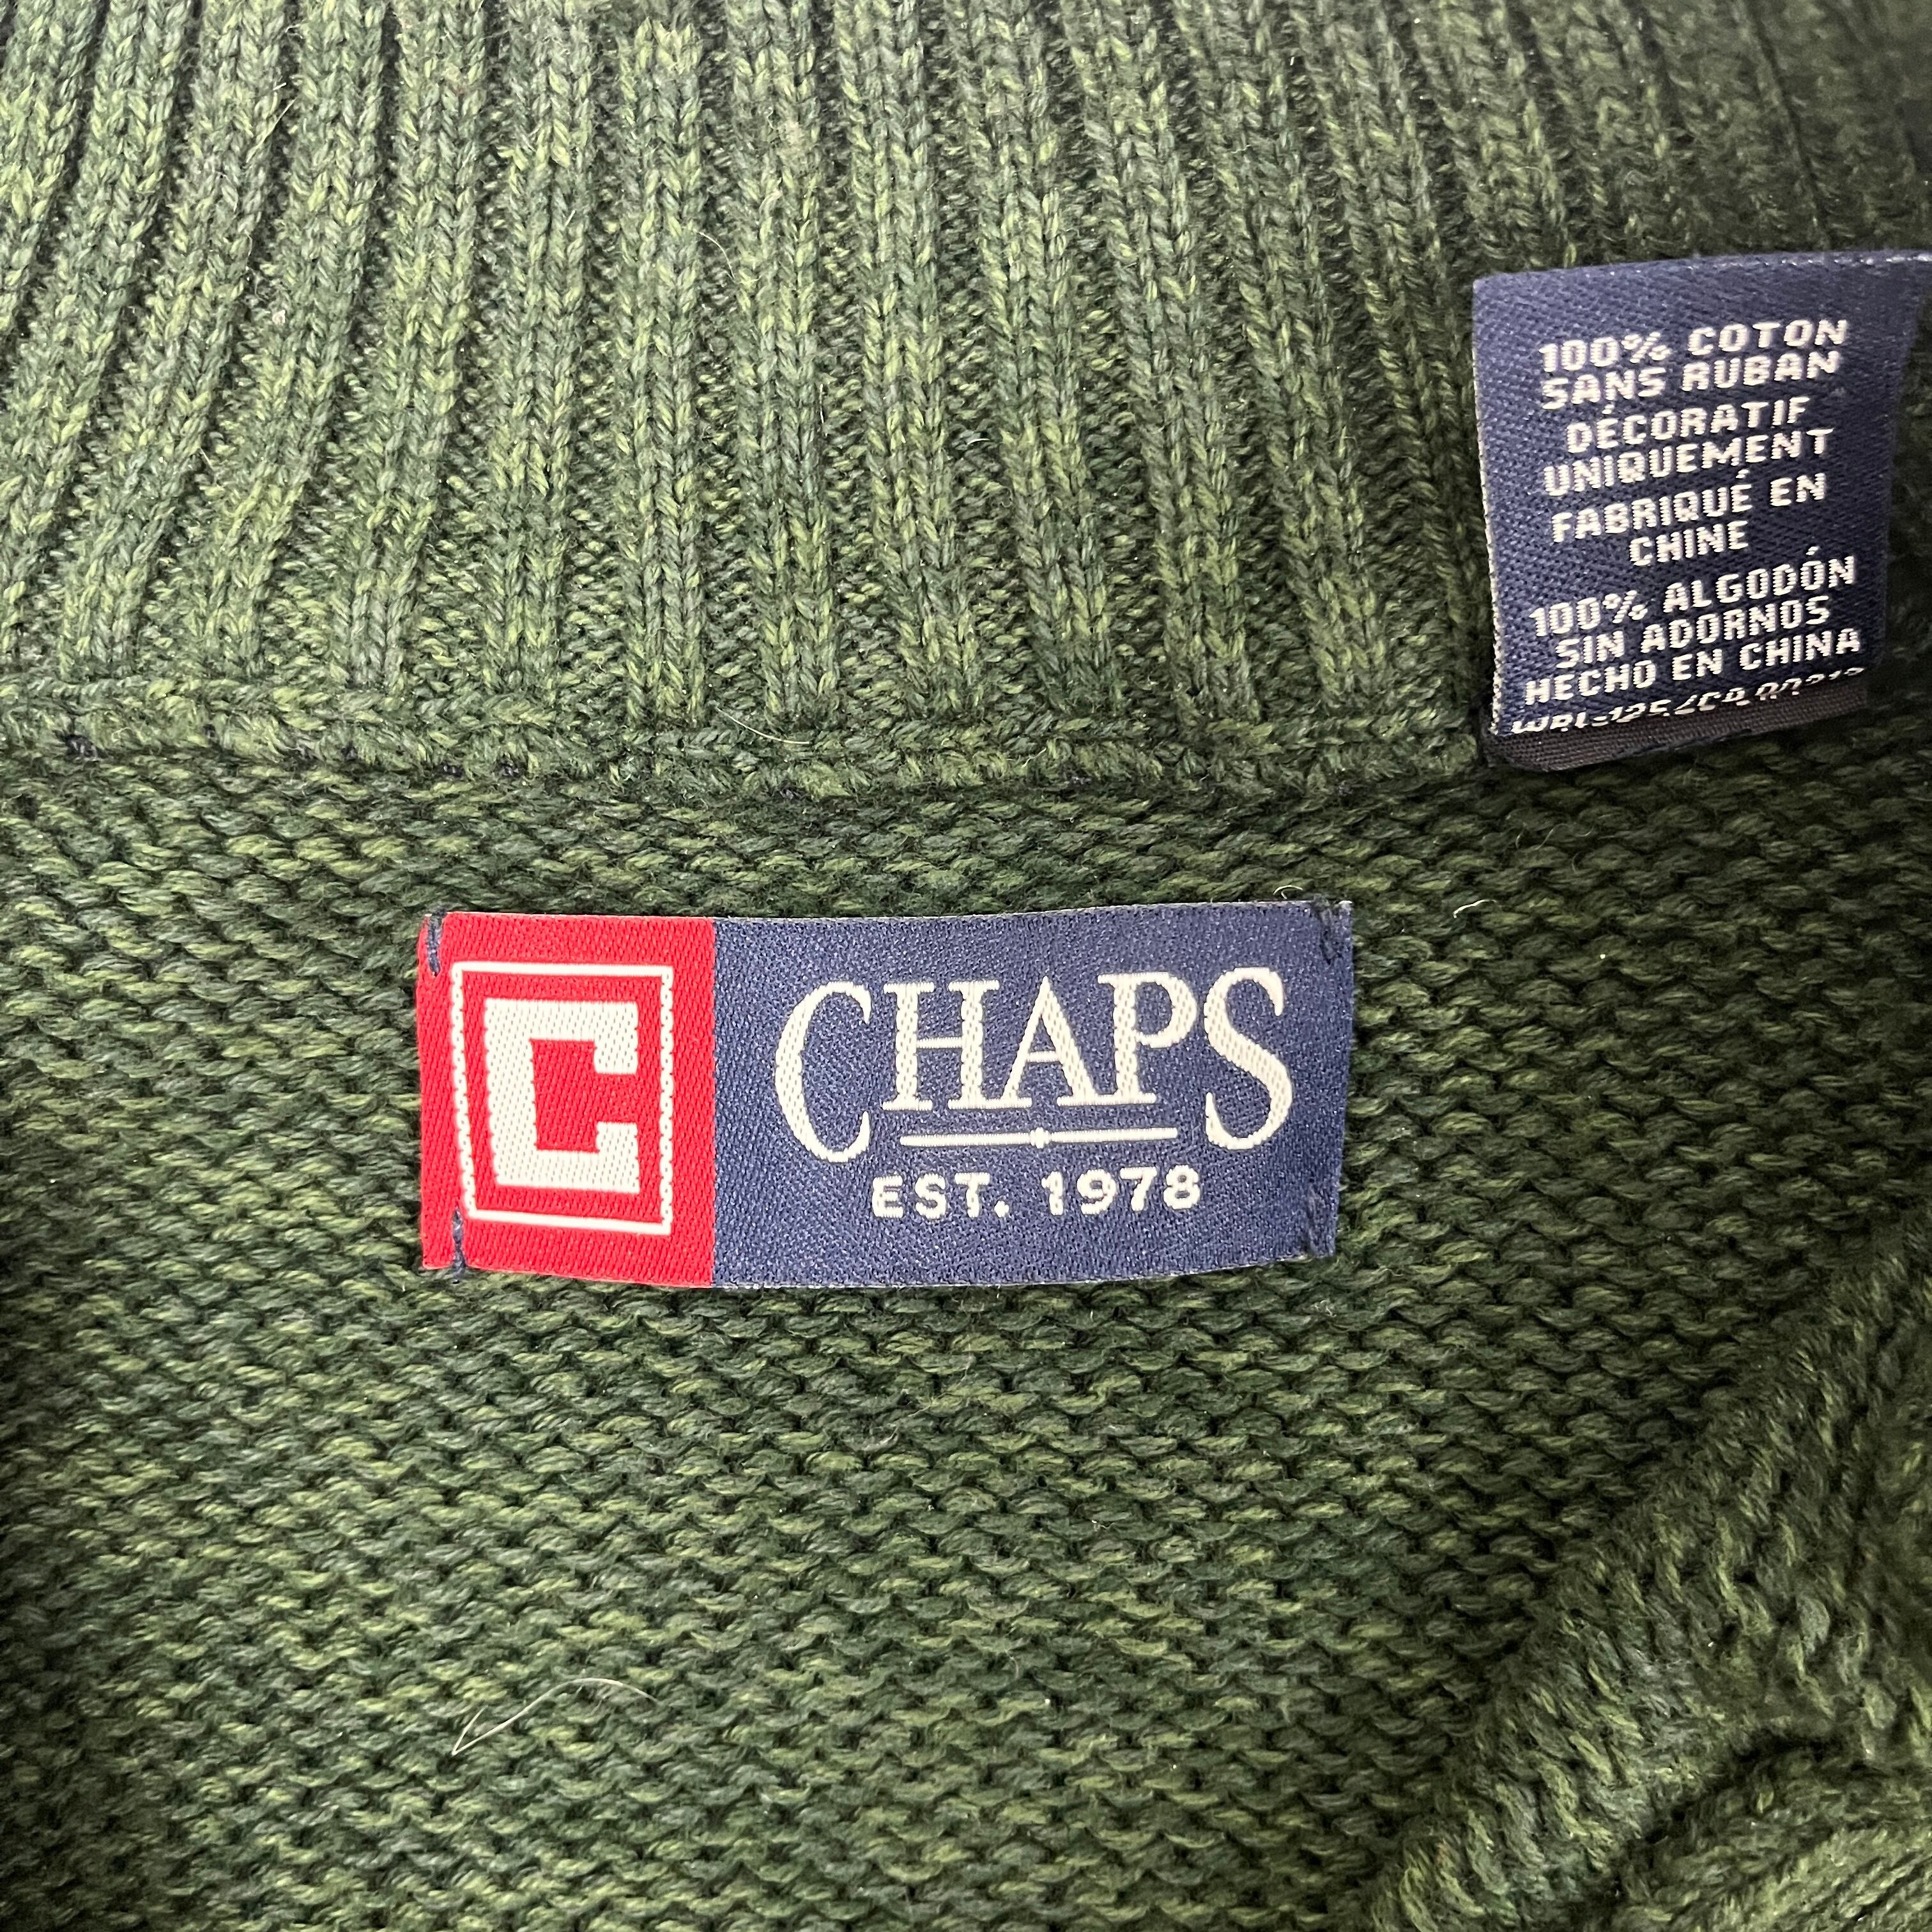 100% COTON
SANS RUBAN
DÉCORATIF
UNIQUEMENT
FABRIQUÉ EN
CHINE
100% ALGODÓN
SIN ADORNOS
HECHO EN CHINA
C
CHAPS
EST. 1978